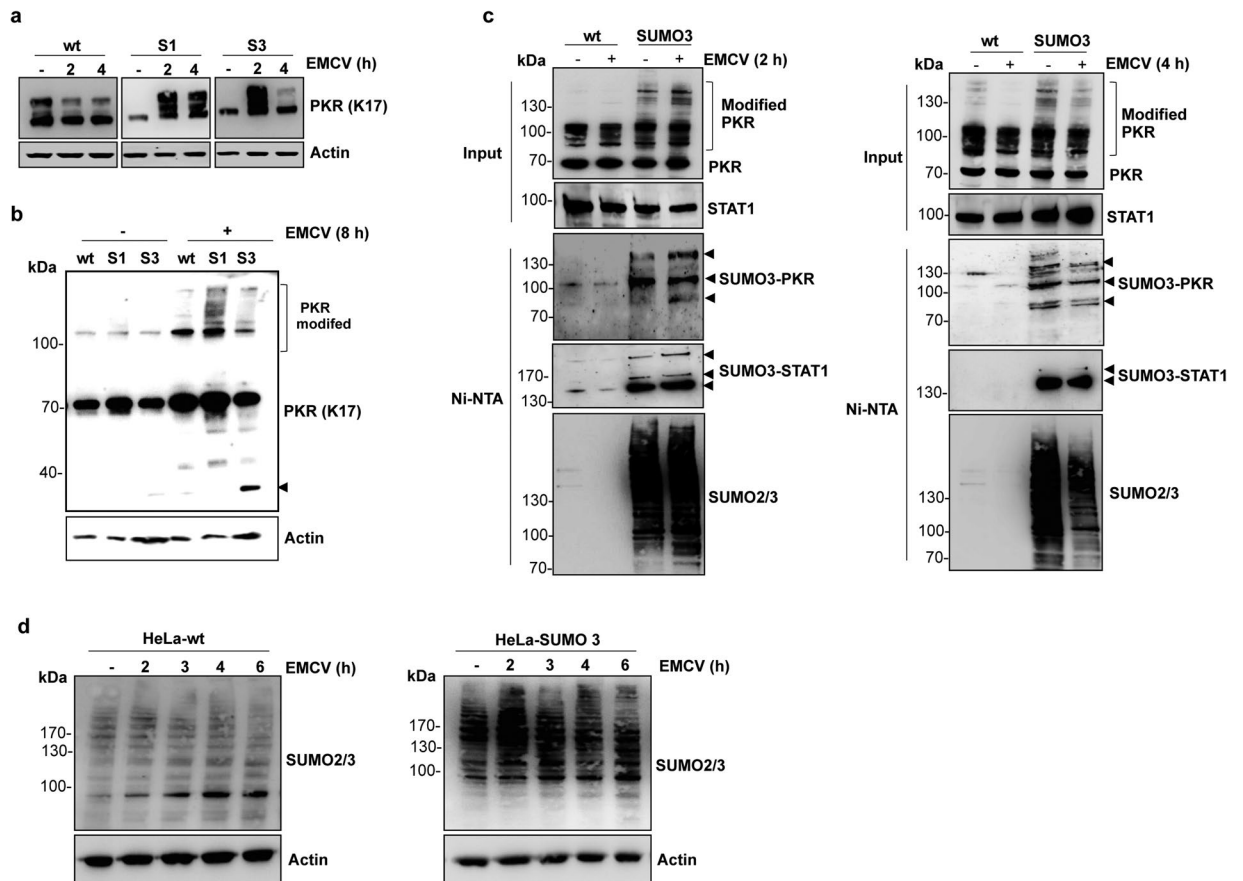 a
wt S1 S3
- 2 4 - 2 4 - 2 4 EMCV (h)
PKR (K17)
Actin
b
- + EMCV (8 h)
kDa wt S1 S3 wt S1 S3
PKR
modifed
100-
70- PKR (K17)
40-
Actin
c
wt SUMO3
kDa - + - + EMCV (2 h)
Input
130-
100-
70-
Modified
PKR
PKR
100- STAT1
Ni-NTA
130-
100-
70-
SUMO3-PKR
170-
130-
SUMO3-STAT1
130-
100-
70-
SUMO2/3
wt SUMO3
kDa - + - + EMCV (4 h)
Input
130-
100-
70-
Modified
PKR
PKR
100- STAT1
Ni-NTA
130-
100-
70-
SUMO3-PKR
130-
SUMO3-STAT1
130-
100-
70-
SUMO2/3
d
HeLa-wt
kDa - 2 3 4 6 EMCV (h)
170-
130-
100-
SUMO2/3
Actin
HeLa-SUMO 3
kDa - 2 3 4 6 EMCV (h)
170-
130-
100-
SUMO2/3
Actin